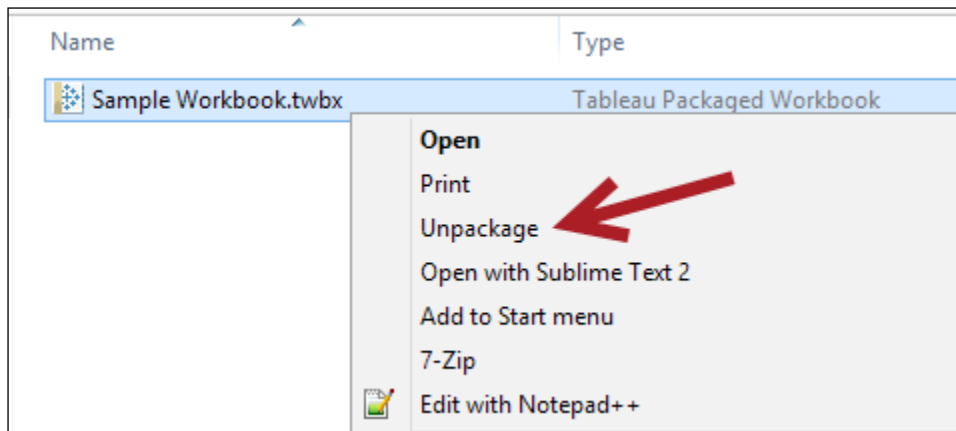 Name Type
Sample Workbook.twbx Tableau Packaged Workbook
Open
Print
Unpackage
Open with Sublime Text 2
Add to Start menu
7-Zip
Edit with Notepad++